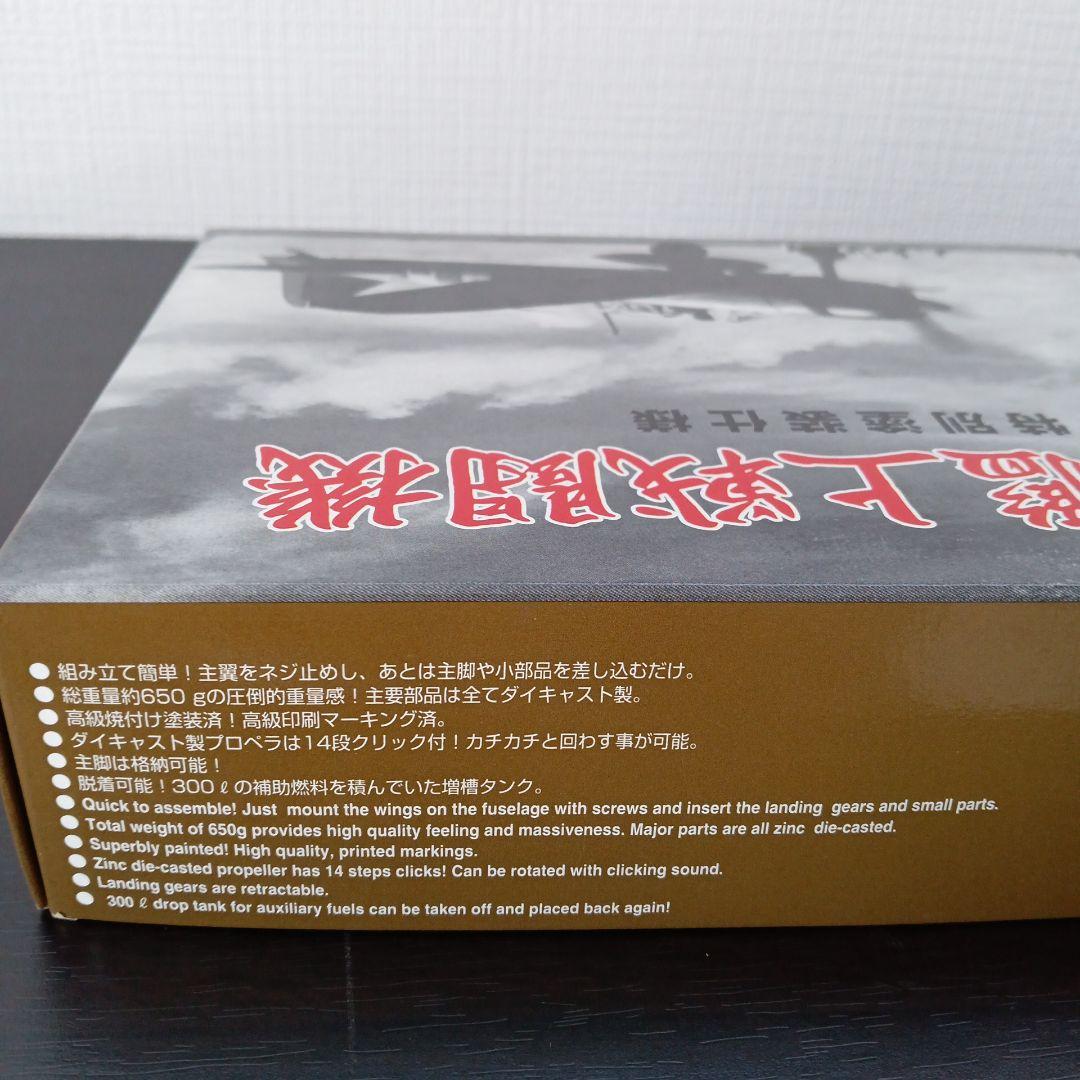 特別塗装仕様
艦上戦闘機
● 組み立て簡単！主翼をネジ止めし、あとは主脚や小部品を差し込むだけ。
● 総重量約650 gの圧倒的重量感！主要部品は全てダイキャスト製。
● 高級焼付け塗装済！高級印刷マーキング済。
● ダイキャスト製プロペラは14段クリック付！カチカチと回わす事が可能。
● 主脚は格納可能！
● 脱着可能！300ℓの補助燃料を積んでいた増槽タンク。
● Quick to assemble! Just mount the wings on the fuselage with screws and insert the landing gears and small parts.
● Total weight of 650g provides high quality feeling and massiveness. Major parts are all zinc die-casted.
● Superbly painted! High quality, printed markings.
● Zinc die-casted propeller has 14 steps clicks! Can be rotated with clicking sound.
● Landing gears are retractable.
● 300 ℓ drop tank for auxiliary fuels can be taken off and placed back again!